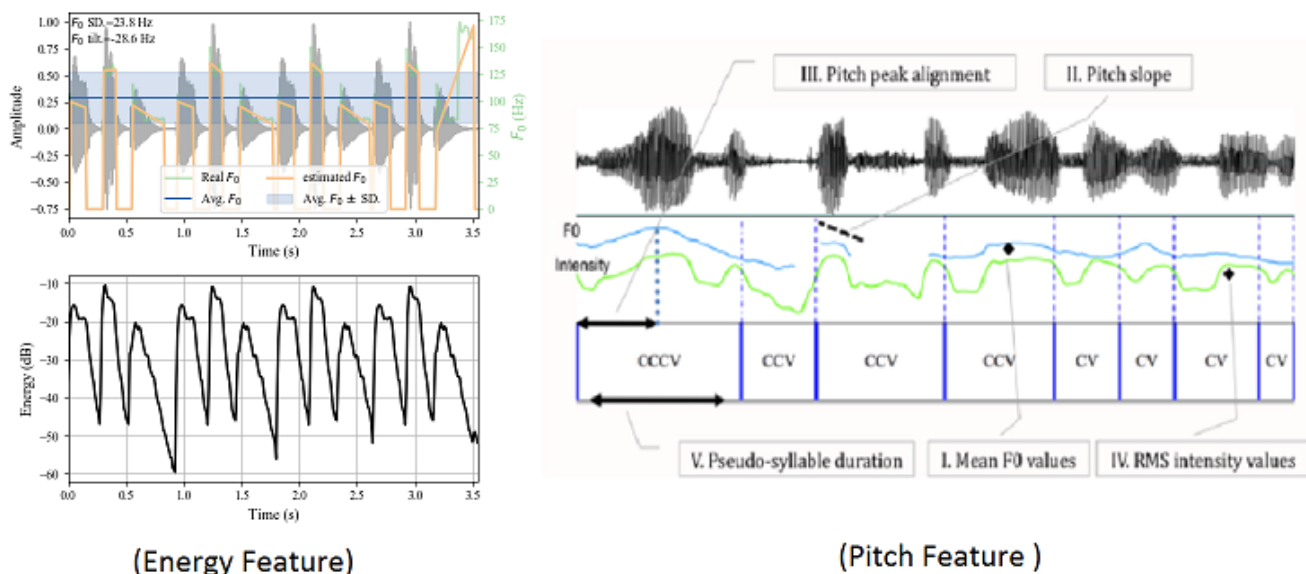 F0 SD.=23.8 Hz
F0 tilt.=-28.6 Hz
1.00
0.75
0.50
0.25
0.00
−0.25
−0.50
−0.75
Amplitude
175
150
125
100
75
50
25
0
F0 (Hz)
Real F0
estimated F0
Avg. F0
Avg. F0 ± SD.
0.0 0.5 1.0 1.5 2.0 2.5 3.0 3.5
Time (s)
−10
−20
−30
−40
−50
−60
Energy (dB)
0.0 0.5 1.0 1.5 2.0 2.5 3.0 3.5
Time (s)
(Energy Feature)
III. Pitch peak alignment
II. Pitch slope
F0
Intensity
CCCV CCV CCV CCV CV CV CV CV
V. Pseudo-syllable duration
I. Mean F0 values
IV. RMS intensity values
(Pitch Feature )